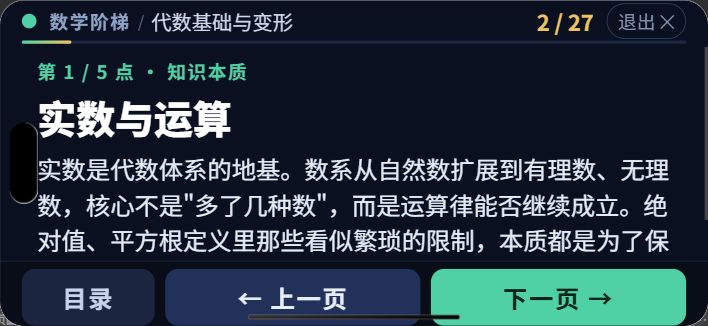 数学阶梯 / 代数基础与变形 2 / 27 退出 ×
第 1 / 5 点 · 知识本质
实数与运算
实数是代数体系的地基。数系从自然数扩展到有理数、无理
数，核心不是"多了几种数"，而是运算律能否继续成立。绝
对值、平方根定义里那些看似繁琐的限制，本质都是为了保
目录 ← 上一页 下一页 →